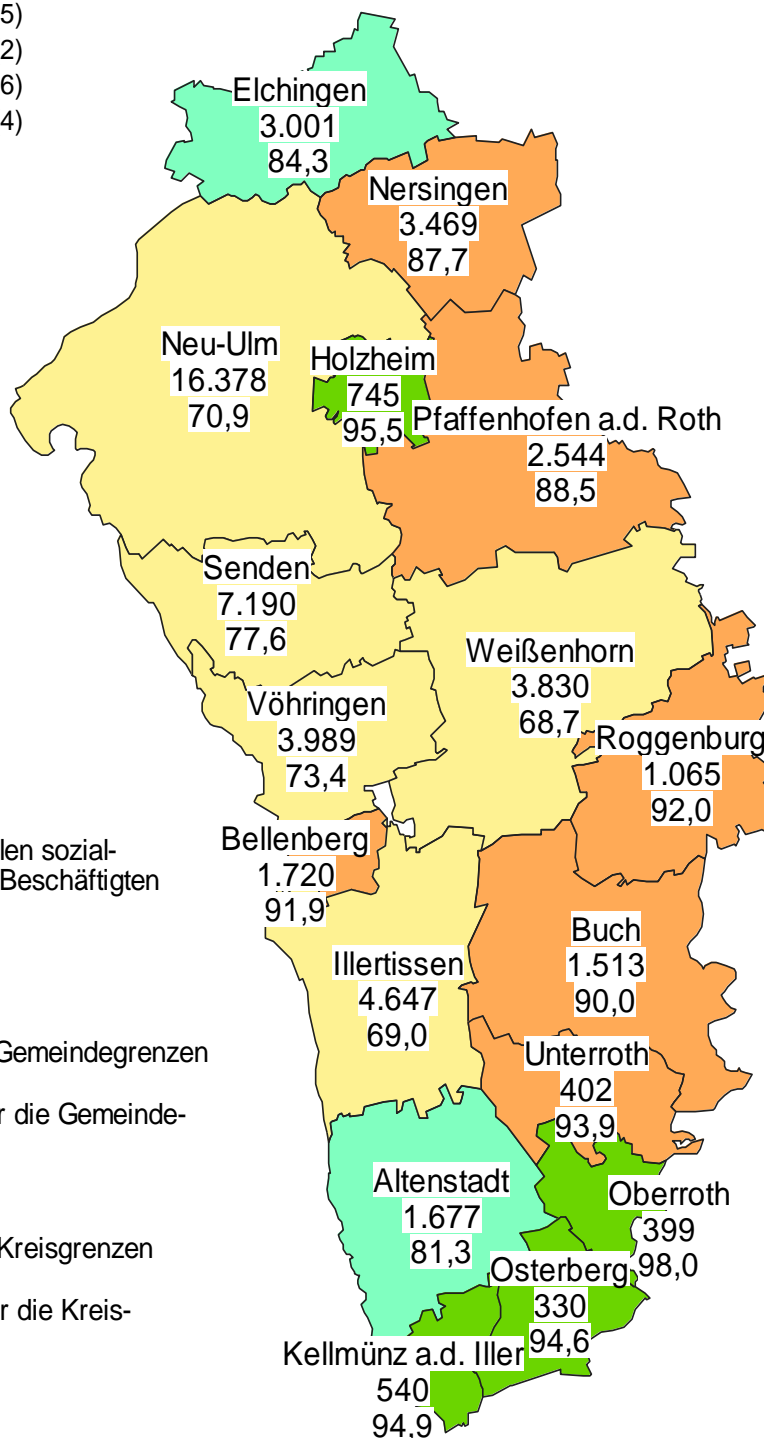 5)
2)
6)
4)
Elchingen
3.001
84,3
Nersingen
3.469
87,7
Neu-Ulm
16.378
70,9
Holzheim
745
95,5
Pfaffenhofen a.d. Roth
2.544
88,5
Senden
7.190
77,6
Weißenhorn
3.830
68,7
Vöhringen
3.989
73,4
Roggenburg
1.065
92,0
Bellenberg
1.720
91,9
len sozial-
Beschäftigten
Buch
1.513
90,0
Illertissen
4.647
69,0
Gemeindegrenzen
r die Gemeinde-
Unterroth
402
93,9
Altenstadt
1.677
81,3
Oberroth
399
98,0
Kreisgrenzen
r die Kreis-
Osterberg
330
94,6
Kellmünz a.d. Iller
540
94,9